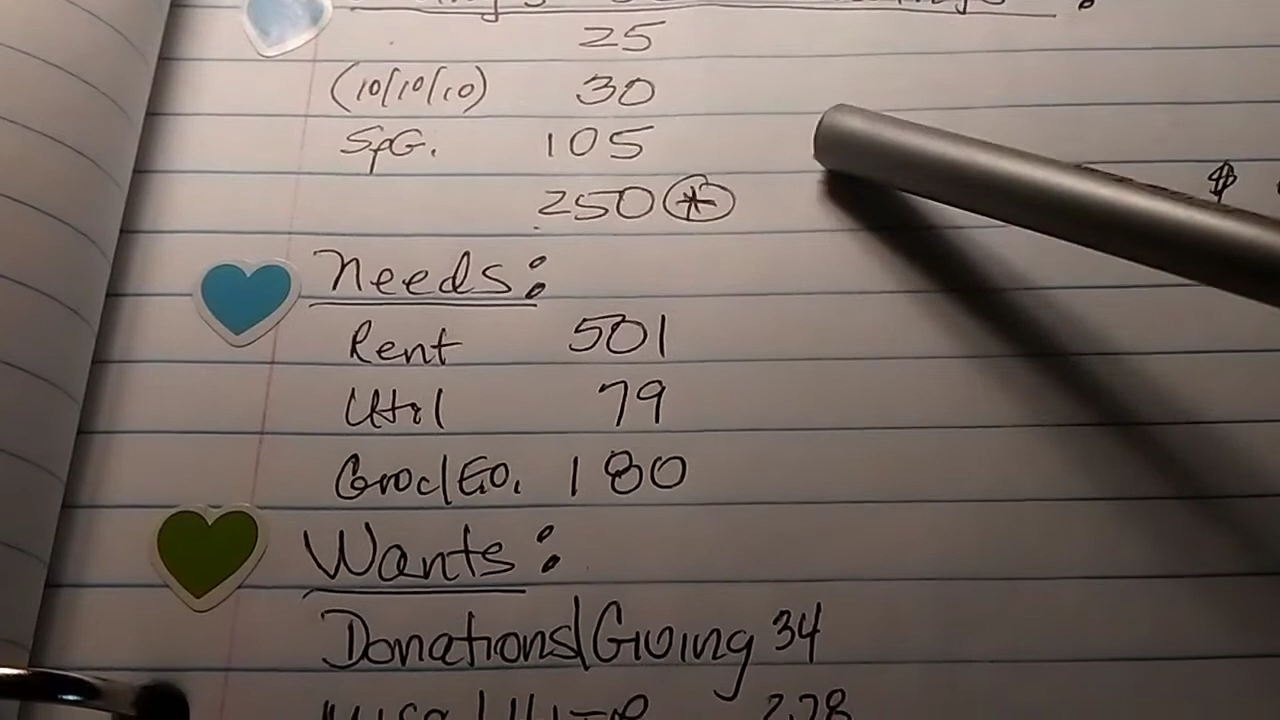 25
(10/10/10) 30
SpG. 105
250 *
$
Needs:
Rent 501
Util 79
Groc/E.O. 180
Wants:
Donations/Giving 34
278